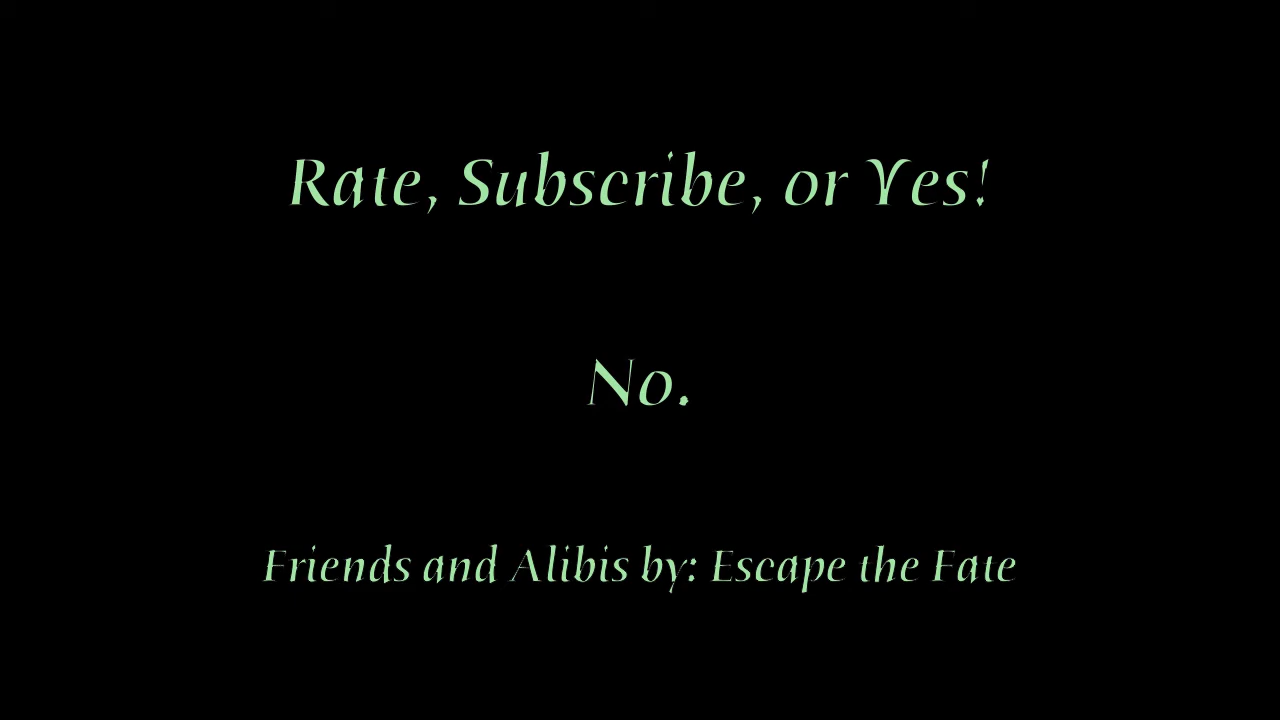 Rate, Subscribe, or Yes!
No.
Friends and Alibis by: Escape the Fate